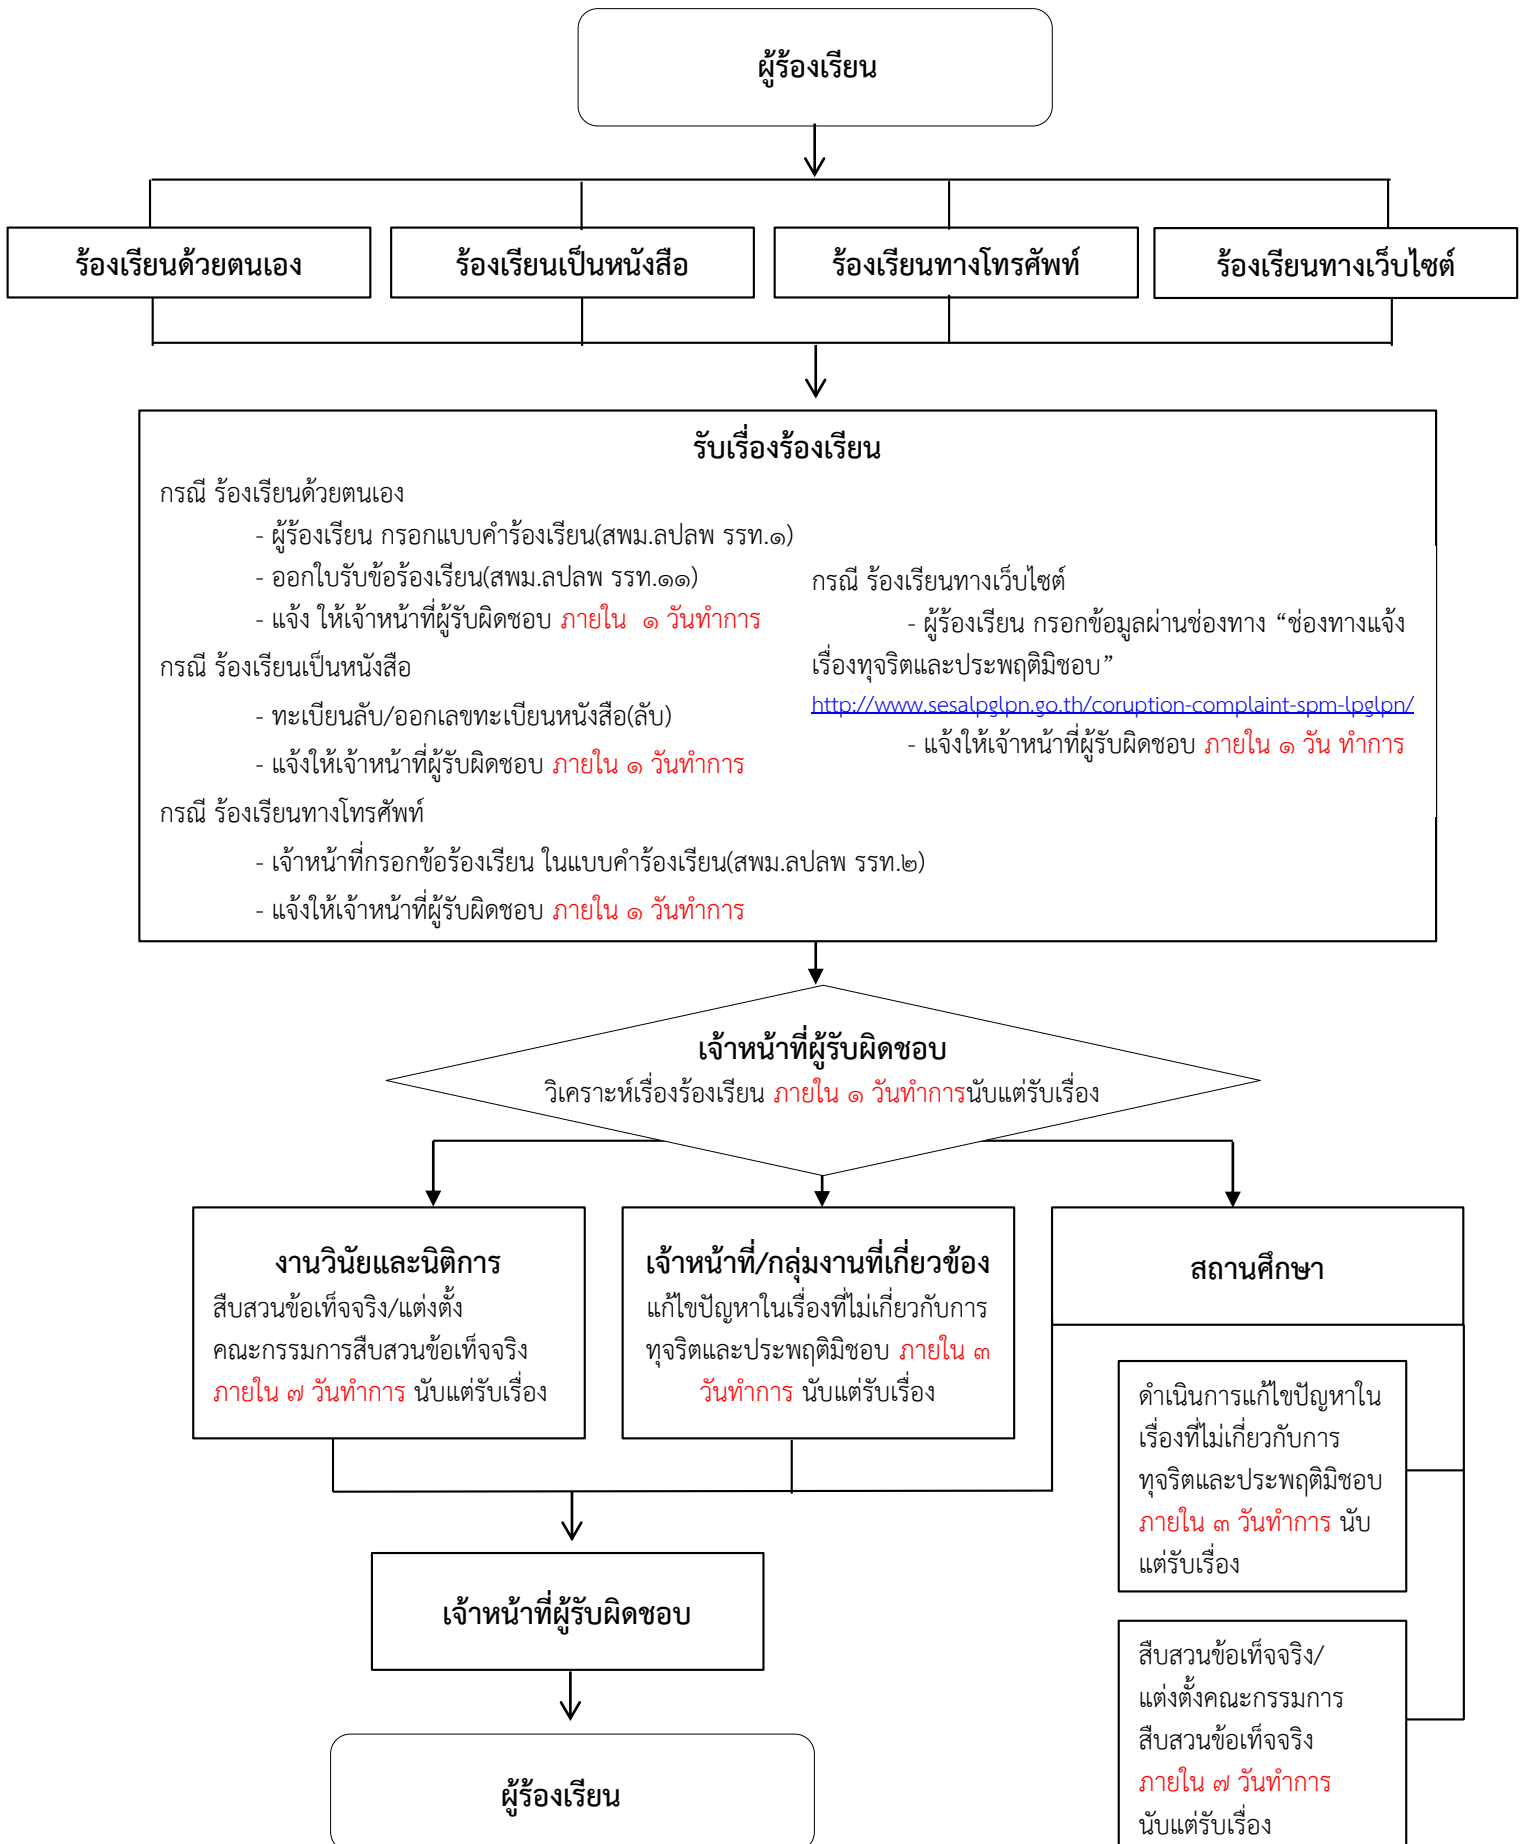 ผู้ร้องเรียน
ร้องเรียนด้วยตนเอง
ร้องเรียนเป็นหนังสือ
ร้องเรียนทางโทรศัพท์
ร้องเรียนทางเว็บไซต์
รับเรื่องร้องเรียน
กรณี ร้องเรียนด้วยตนเอง
- ผู้ร้องเรียน กรอกแบบคำร้องเรียน(สพม.ลปลพ รรท.๑)
- ออกใบรับข้อร้องเรียน(สพม.ลปลพ รรท.๑๑)
- แจ้ง ให้เจ้าหน้าที่ผู้รับผิดชอบ ภายใน ๑ วันทำการ
กรณี ร้องเรียนเป็นหนังสือ
- ทะเบียนลับ/ออกเลขทะเบียนหนังสือ(ลับ)
- แจ้งให้เจ้าหน้าที่ผู้รับผิดชอบ ภายใน ๑ วันทำการ
กรณี ร้องเรียนทางโทรศัพท์
- เจ้าหน้าที่กรอกข้อร้องเรียน ในแบบคำร้องเรียน(สพม.ลปลพ รรท.๒)
- แจ้งให้เจ้าหน้าที่ผู้รับผิดชอบ ภายใน ๑ วันทำการ
กรณี ร้องเรียนทางเว็บไซต์
- ผู้ร้องเรียน กรอกข้อมูลผ่านช่องทาง “ช่องทางแจ้ง
เรื่องทุจริตและประพฤติมิชอบ”
http://www.sesalpglpn.go.th/coruption-complaint-spm-lpglpn/
- แจ้งให้เจ้าหน้าที่ผู้รับผิดชอบ ภายใน ๑ วัน ทำการ
เจ้าหน้าที่ผู้รับผิดชอบ
วิเคราะห์เรื่องร้องเรียน ภายใน ๑ วันทำการนับแต่รับเรื่อง
งานวินัยและนิติการ
สืบสวนข้อเท็จจริง/แต่งตั้ง
คณะกรรมการสืบสวนข้อเท็จจริง
ภายใน ๗ วันทำการ นับแต่รับเรื่อง
เจ้าหน้าที่/กลุ่มงานที่เกี่ยวข้อง
แก้ไขปัญหาในเรื่องที่ไม่เกี่ยวกับการ
ทุจริตและประพฤติมิชอบ ภายใน ๓
วันทำการ นับแต่รับเรื่อง
สถานศึกษา
ดำเนินการแก้ไขปัญหาใน
เรื่องที่ไม่เกี่ยวกับการ
ทุจริตและประพฤติมิชอบ
ภายใน ๓ วันทำการ นับ
แต่รับเรื่อง
สืบสวนข้อเท็จจริง/
แต่งตั้งคณะกรรมการ
สืบสวนข้อเท็จจริง
ภายใน ๗ วันทำการ
นับแต่รับเรื่อง
เจ้าหน้าที่ผู้รับผิดชอบ
ผู้ร้องเรียน